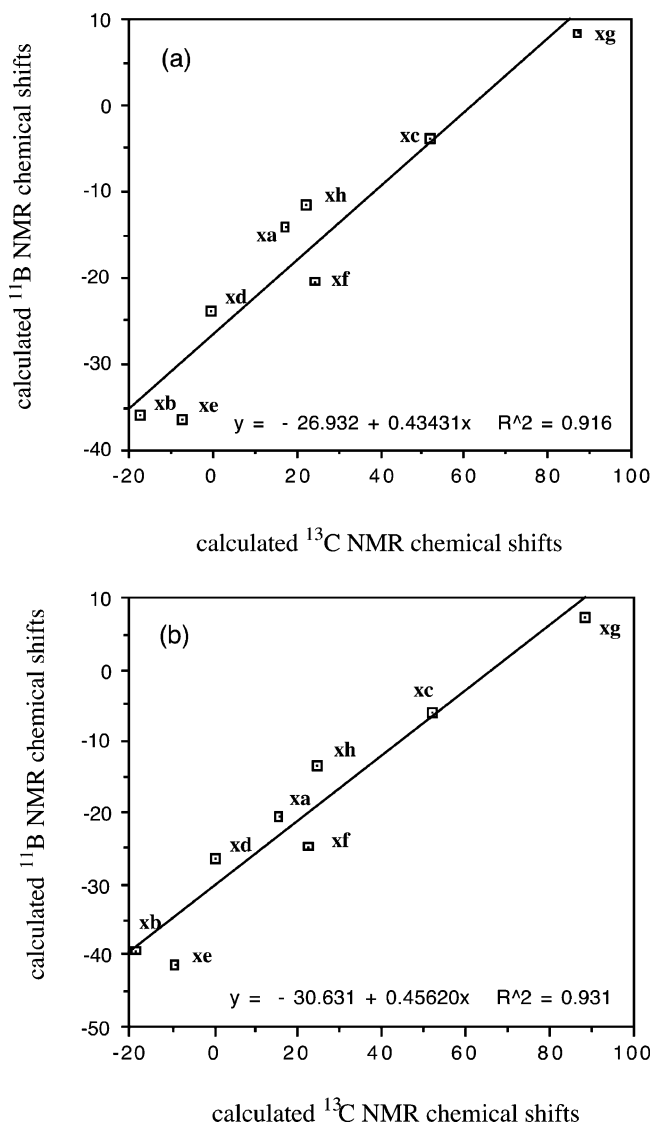 10
(a)
xg
0
xc
-10
xh
xa
-20
xf
xd
-30
xb
xe
y = - 26.932 + 0.43431x R^2 = 0.916
-40
-20
0
20
40
60
80
100
calculated 11B NMR chemical shifts
calculated 13C NMR chemical shifts
10
(b)
xg
0
xc
-10
xh
xa
-20
xf
xd
-30
xb
-40
xe
y = - 30.631 + 0.45620x R^2 = 0.931
-50
-20
0
20
40
60
80
100
calculated 11B NMR chemical shifts
calculated 13C NMR chemical shifts